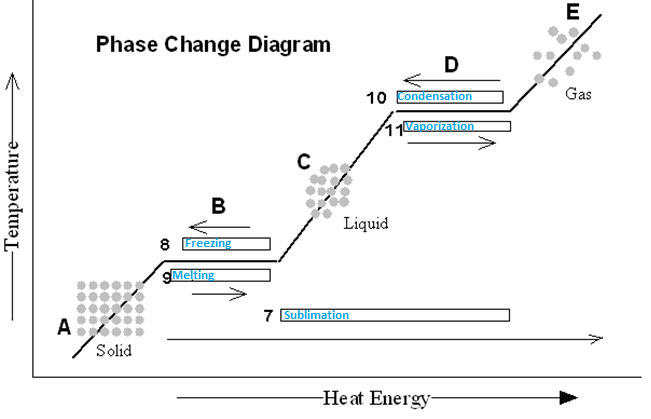 Phase Change Diagram
E
D
10 Condensation
Gas
11 Vaporization
C
Temperature
B
Liquid
8 Freezing
9 Melting
7 Sublimation
A
Solid
Heat Energy